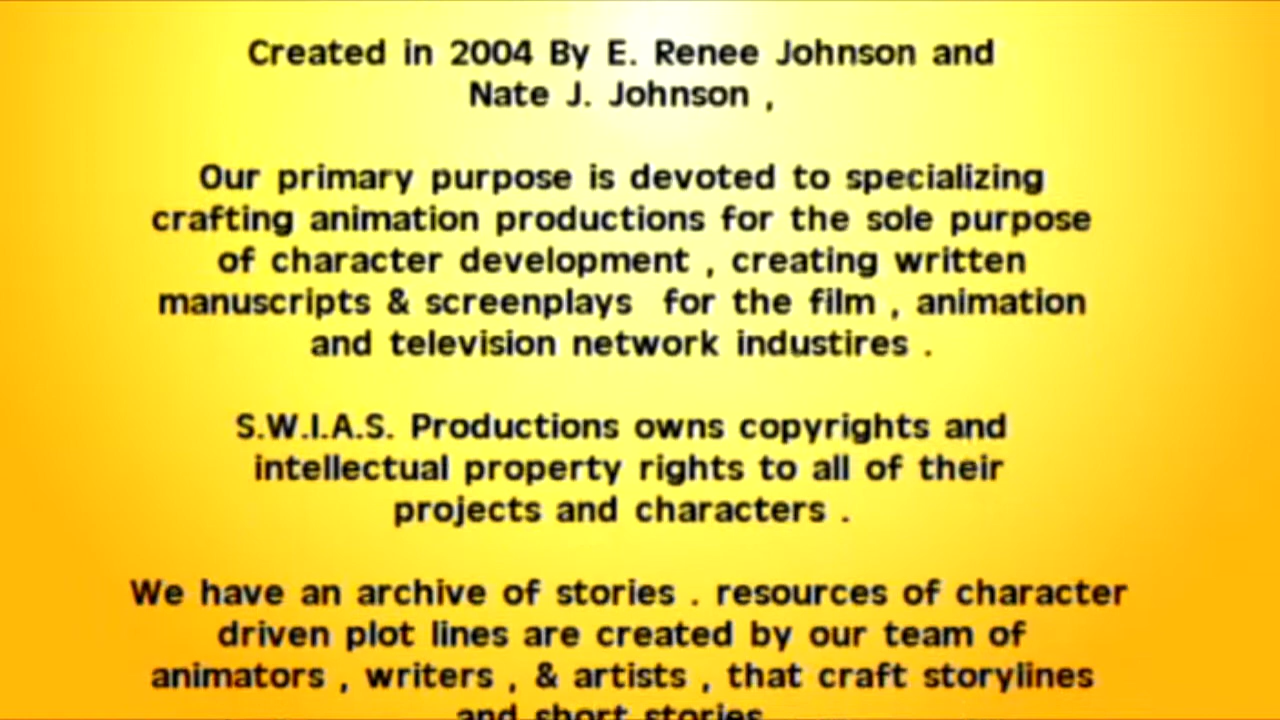 Created in 2004 By E. Renee Johnson and
Nate J. Johnson ,
Our primary purpose is devoted to specializing
crafting animation productions for the sole purpose
of character development , creating written
manuscripts & screenplays for the film , animation
and television network industires .
S.W.I.A.S. Productions owns copyrights and
intellectual property rights to all of their
projects and characters .
We have an archive of stories . resources of character
driven plot lines are created by our team of
animators , writers , & artists , that craft storylines
and short stories